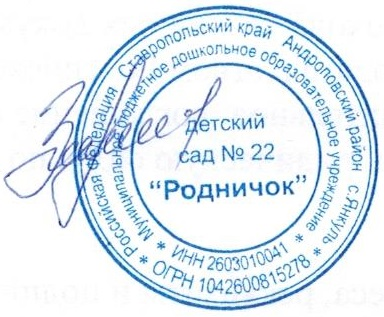 Российская Федерация Ставропольский край Андроповский район с.Янкуль
Муниципальное бюджетное дошкольное образовательное учреждение
детский
сад № 22
“Родничок”
* ИНН 2603010041 *
* ОГРН 1042600815278 *